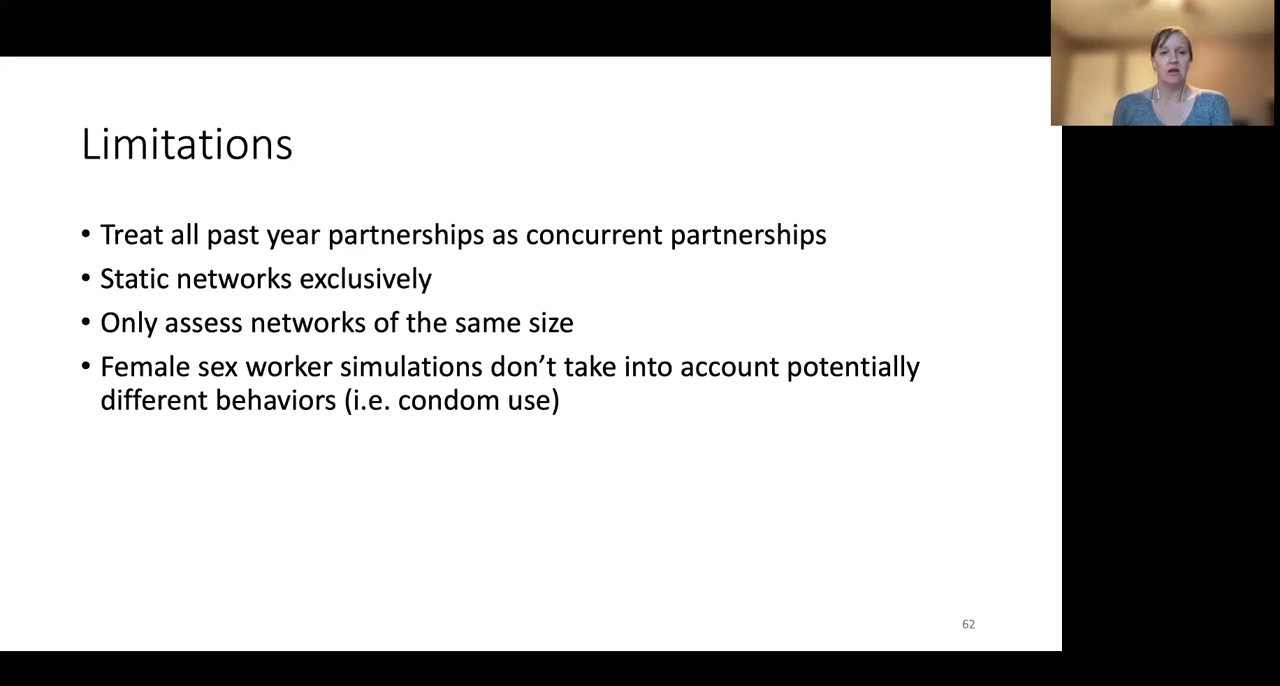 Limitations
• Treat all past year partnerships as concurrent partnerships
• Static networks exclusively
• Only assess networks of the same size
• Female sex worker simulations don’t take into account potentially
different behaviors (i.e. condom use)
62